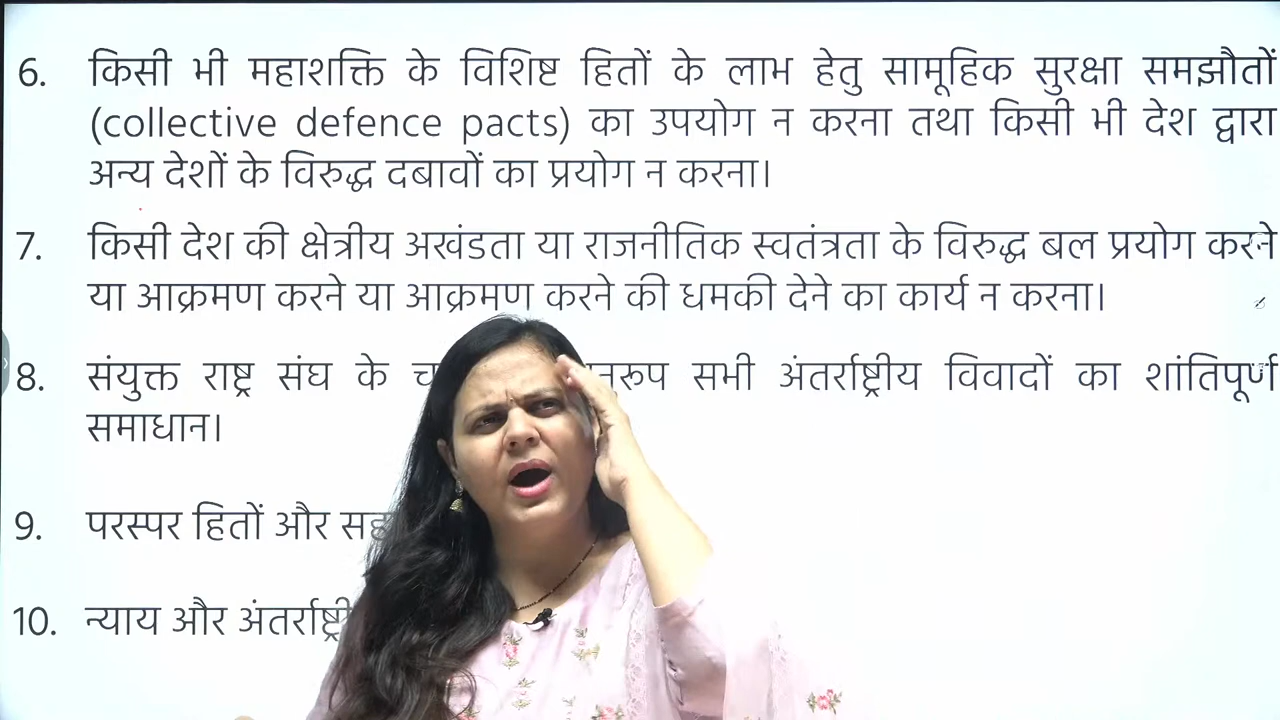 6. किसी भी महाशक्ति के विशिष्ट हितों के लाभ हेतु सामूहिक सुरक्षा समझौतों
(collective defence pacts) का उपयोग न करना तथा किसी भी देश द्वारा
अन्य देशों के विरुद्ध दबावों का प्रयोग न करना।
7. किसी देश की क्षेत्रीय अखंडता या राजनीतिक स्वतंत्रता के विरुद्ध बल प्रयोग करने
या आक्रमण करने या आक्रमण करने की धमकी देने का कार्य न करना।
8. संयुक्त राष्ट्र संघ के सभी अंतर्राष्ट्रीय विवादों का शांतिपूर्ण
समाधान।
9. परस्पर हितों और
10. न्याय और